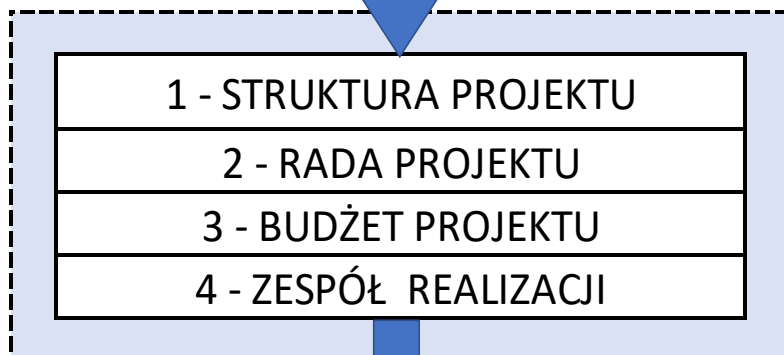 1 - STRUKTURA PROJEKTU
2 - RADA PROJEKTU
3 - BUDŻET PROJEKTU
4 - ZESPÓŁ  REALIZACJI